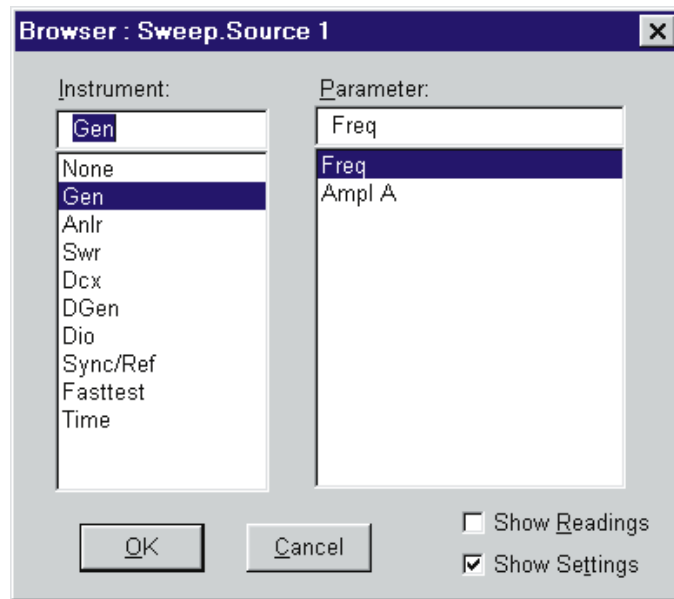 Browser : Sweep.Source 1
Instrument:
Gen
None
Gen
Anlr
Swr
Dcx
DGen
Dio
Sync/Ref
Fasttest
Time
Parameter:
Freq
Freq
Ampl A
OK
Cancel
Show Readings
Show Settings